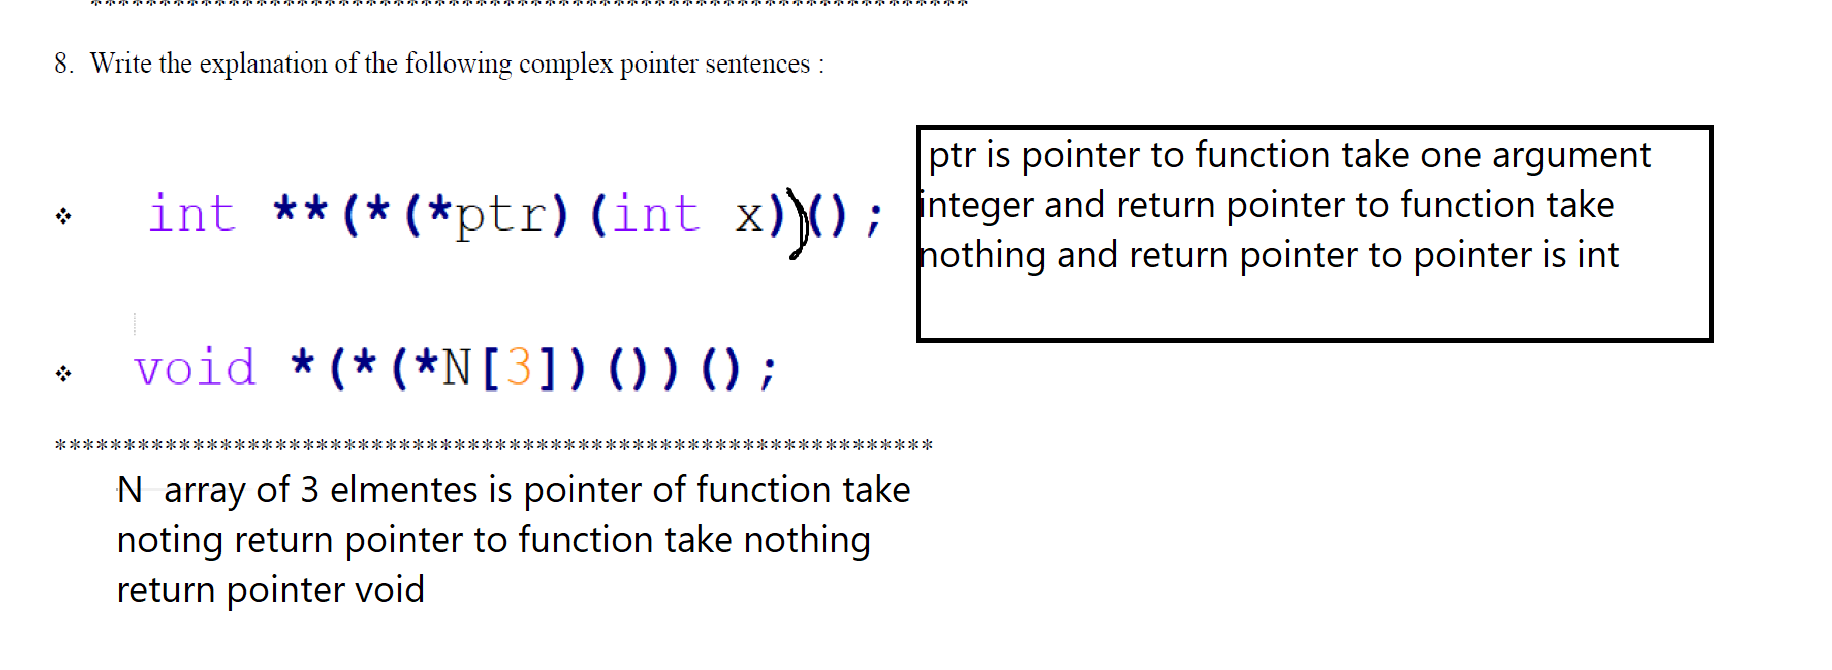 ******************************************************************
8. Write the explanation of the following complex pointer sentences :
❖ int **(*(*ptr)(int x))();
ptr is pointer to function take one argument
integer and return pointer to function take
nothing and return pointer to pointer is int
❖ void *(*(*N[3])())();
******************************************************************
N array of 3 elmentes is pointer of function take
noting return pointer to function take nothing
return pointer void